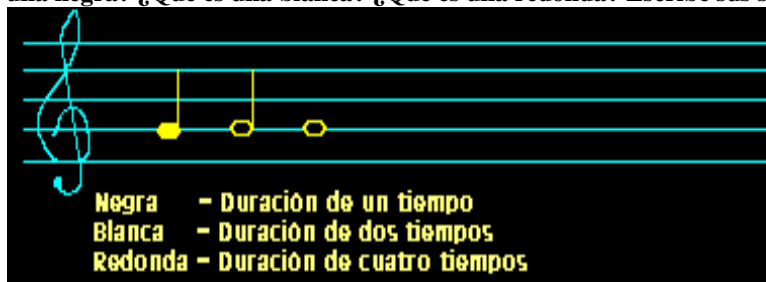 una negra? ¿Qué es una blanca? ¿Qué es una redonda? Escribe sus s
Negra - Duración de un tiempo
Blanca - Duración de dos tiempos
Redonda - Duración de cuatro tiempos